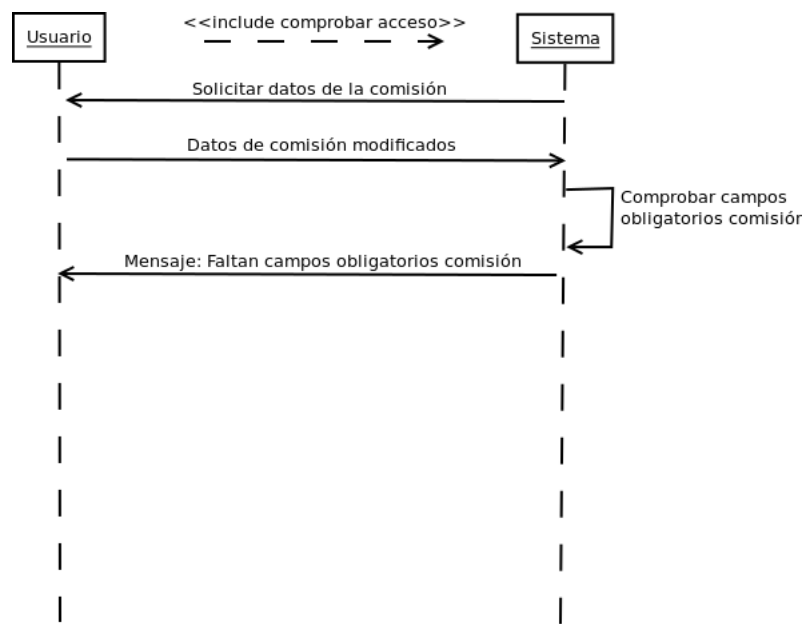 <<include comprobar acceso>>
Usuario
Sistema
Solicitar datos de la comisión
Datos de comisión modificados
Comprobar campos
obligatorios comisión
Mensaje: Faltan campos obligatorios comisión